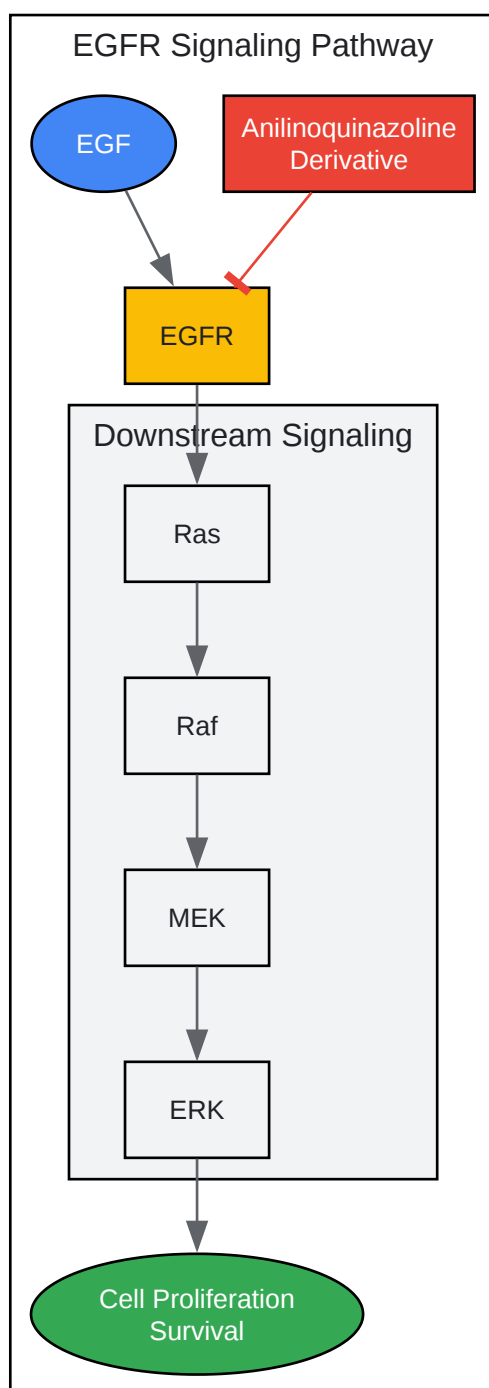 EGFR Signaling Pathway
EGF
Anilinoquinazoline
Derivative
EGFR
Downstream Signaling
Ras
Raf
MEK
ERK
Cell Proliferation
Survival